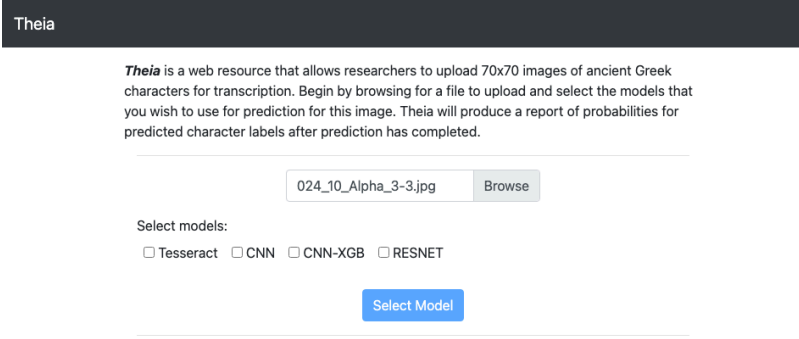 Theia
Theia is a web resource that allows researchers to upload 70x70 images of ancient Greek
characters for transcription. Begin by browsing for a file to upload and select the models that
you wish to use for prediction for this image. Theia will produce a report of probabilities for
predicted character labels after prediction has completed.
024_10_Alpha_3-3.jpg Browse
Select models:
Tesseract CNN CNN-XGB RESNET
Select Model